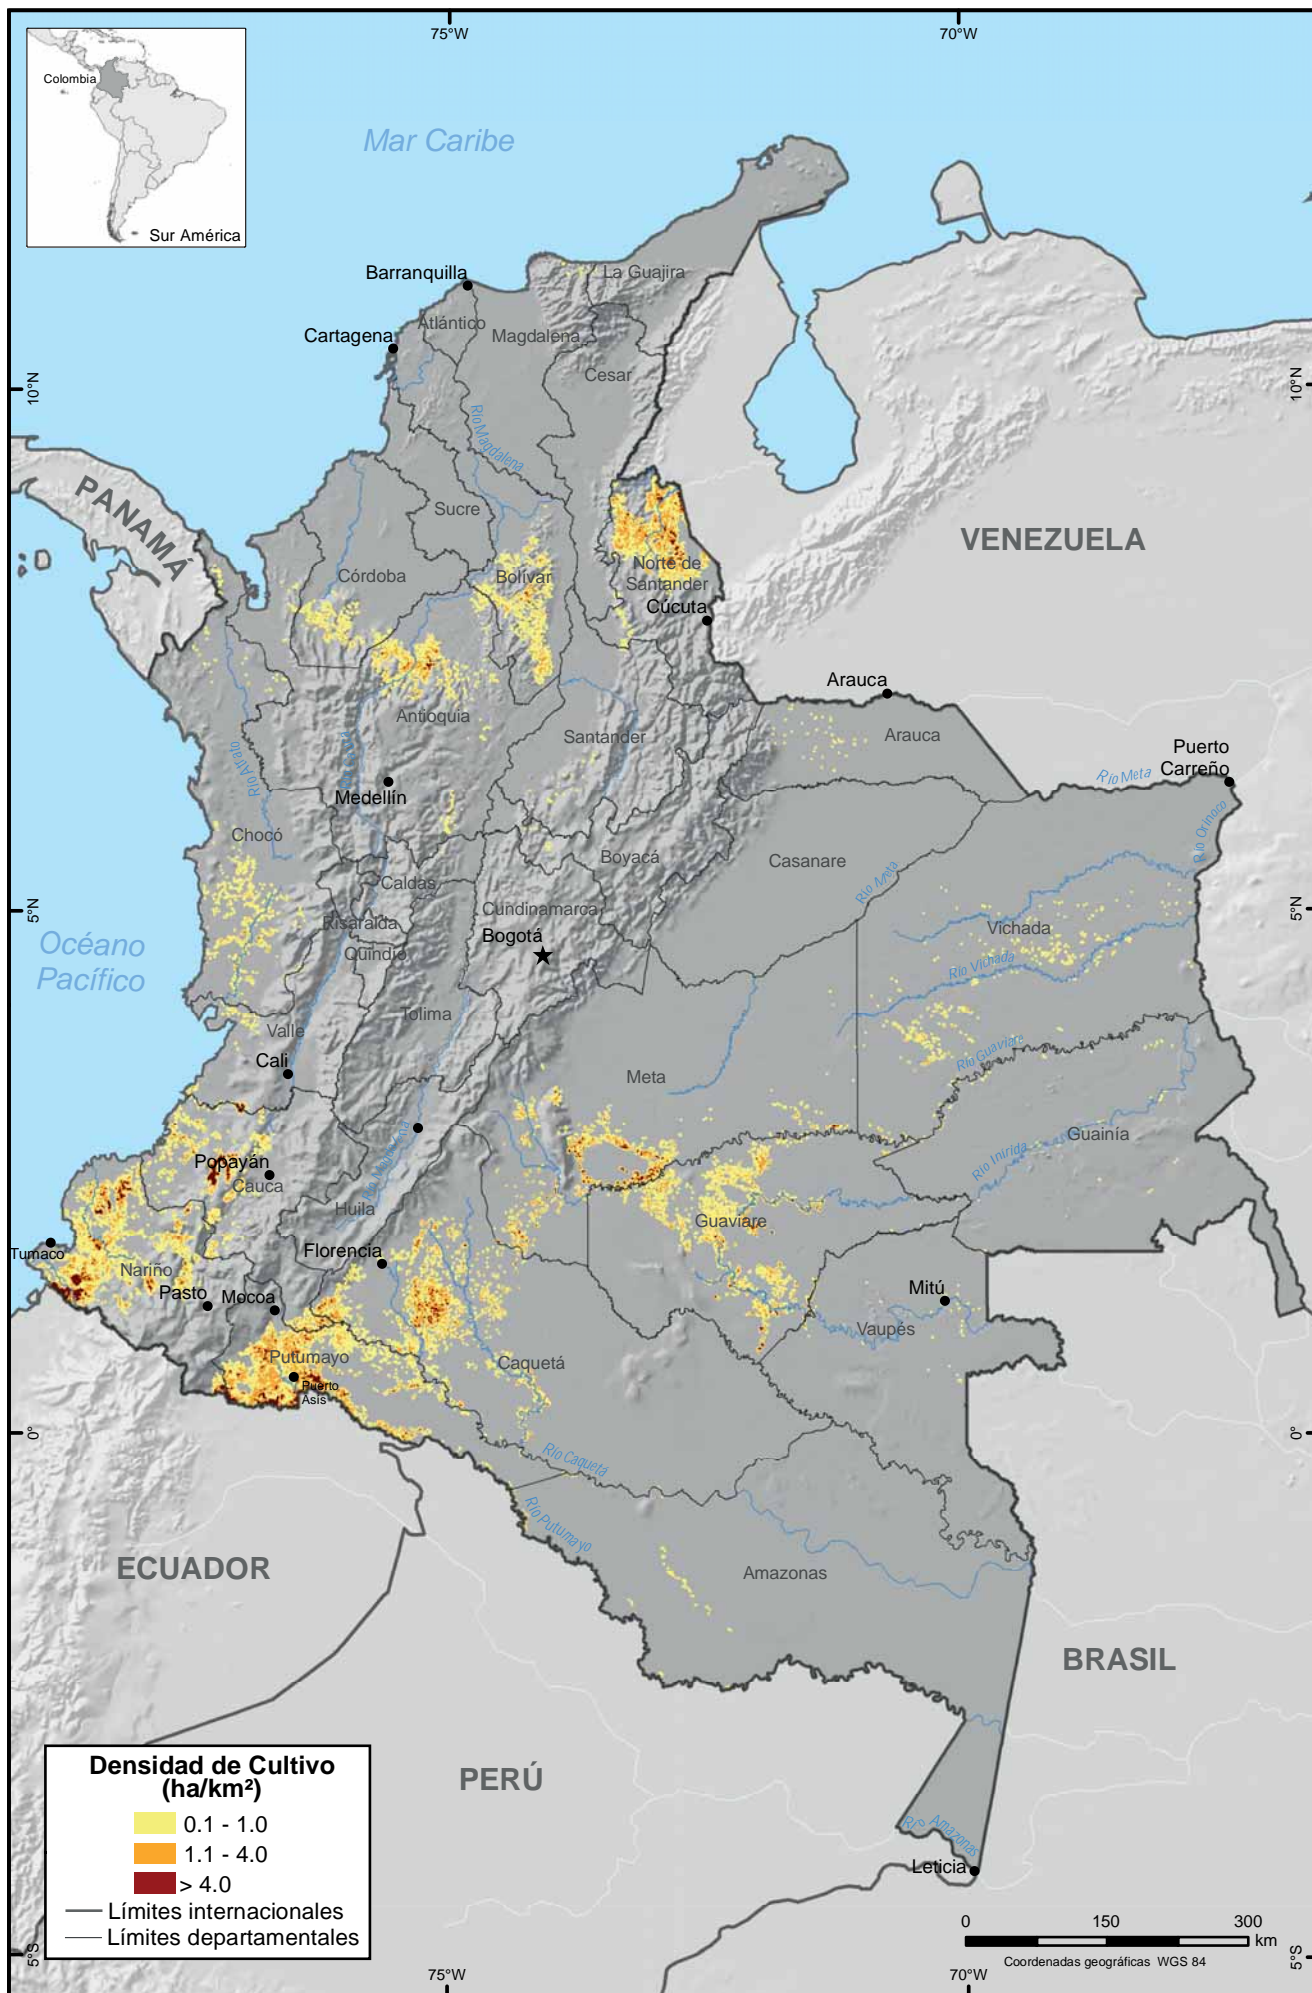 75°W
70°W
Colombia
Sur América
Mar Caribe
Barranquilla
La Guajira
Atlántico
Magdalena
Cartagena
Cesar
10°N
10°N
Río Magdalena
PANAMÁ
Sucre
VENEZUELA
Córdoba
Bolívar
Norte de
Santander
Cúcuta
Arauca
Antioquia
Santander
Arauca
Puerto
Carreño
Río Meta
Río Atrato
Medellín
Río Orinoco
Chocó
Boyacá
Casanare
Río Meta
Caldas
5°N
5°N
Risaralda
Cundinamarca
Vichada
Bogotá
Quindío
Océano
Pacífico
Río Vichada
Tolima
Valle
Cali
Meta
Río Guaviare
Guainía
Popayán
Cauca
Río Magdalena
Río Inirida
Huila
Guaviare
Tumaco
Florencia
Nariño
Pasto
Mocoa
Mitú
Vaupés
Putumayo
Caquetá
Puerto
Asis
0°
0°
Río Caquetá
Río Putumayo
ECUADOR
Amazonas
BRASIL
PERÚ
Densidad de Cultivo
(ha/km²)
0.1 - 1.0
1.1 - 4.0
> 4.0
Límites internacionales
Límites departamentales
Río Amazonas
Leticia
0 150 300
km
Coordenadas geográficas WGS 84
5°S
5°S
75°W
70°W